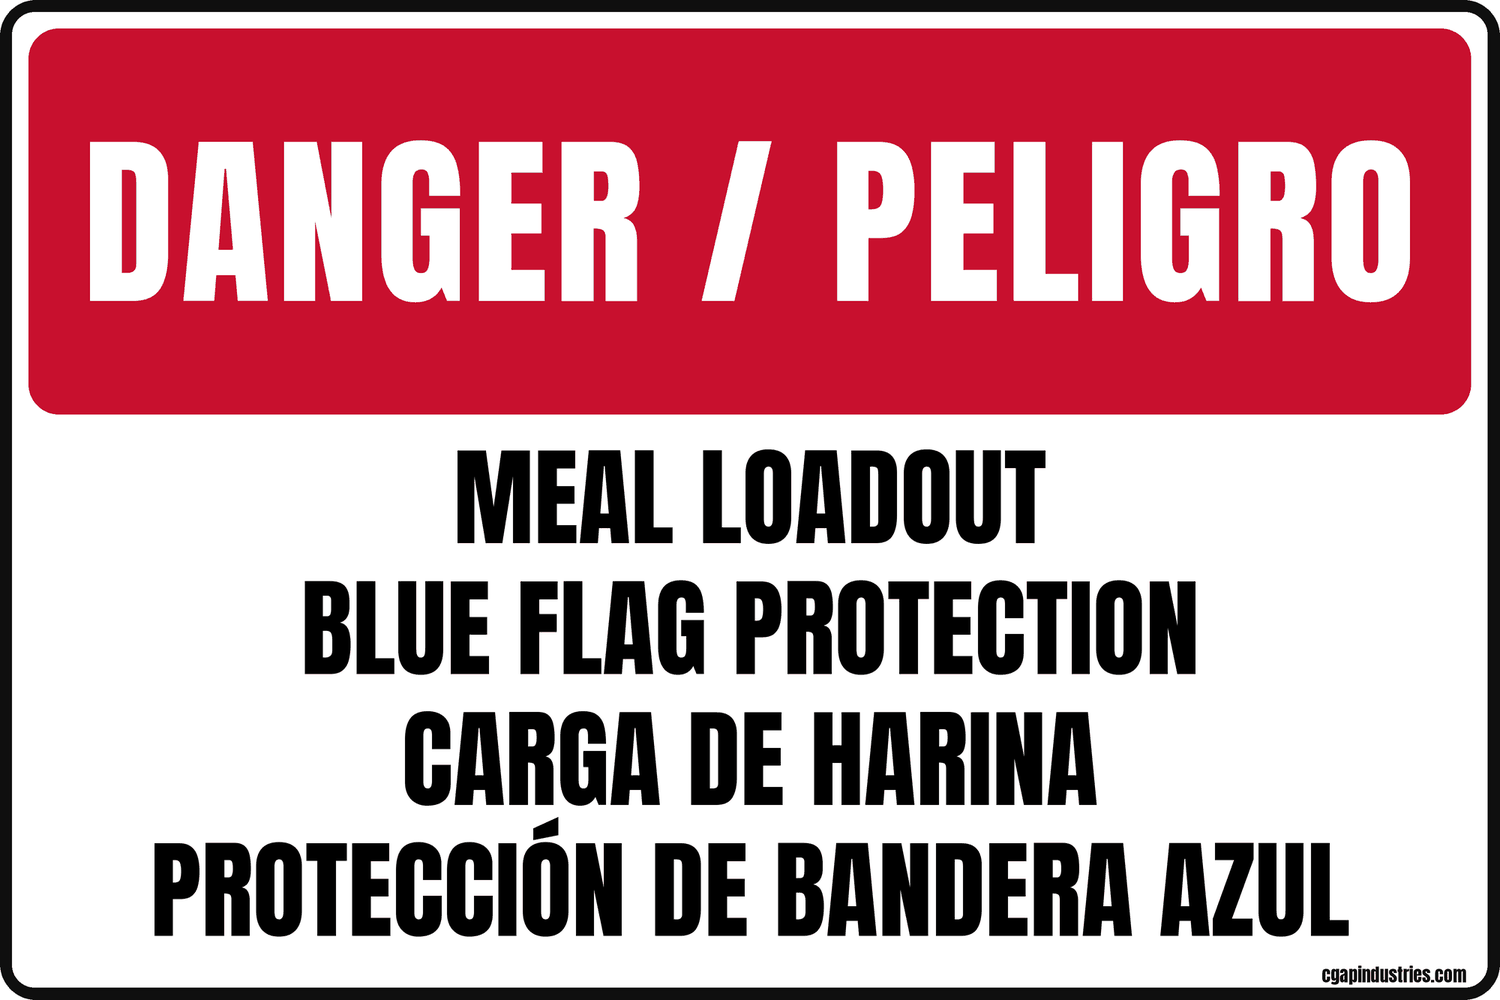 DANGER / PELIGRO
MEAL LOADOUT
BLUE FLAG PROTECTION
CARGA DE HARINA
PROTECCIÓN DE BANDERA AZUL
cgapindustries.com